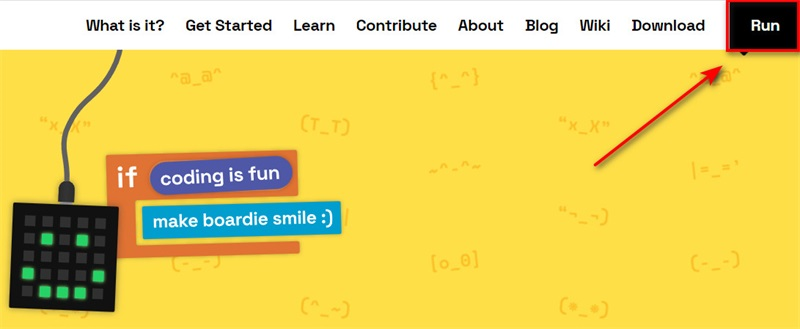 What is it? Get Started Learn Contribute About Blog Wiki Download Run
^a_a^ {^_^}
"x_x" (T_T) "x_X"
if coding is fun
~^-^~ |=_='
make boardie smile :)
"~_~)
(-_-) [o_0] (-_-)
(^_~) (•_•)